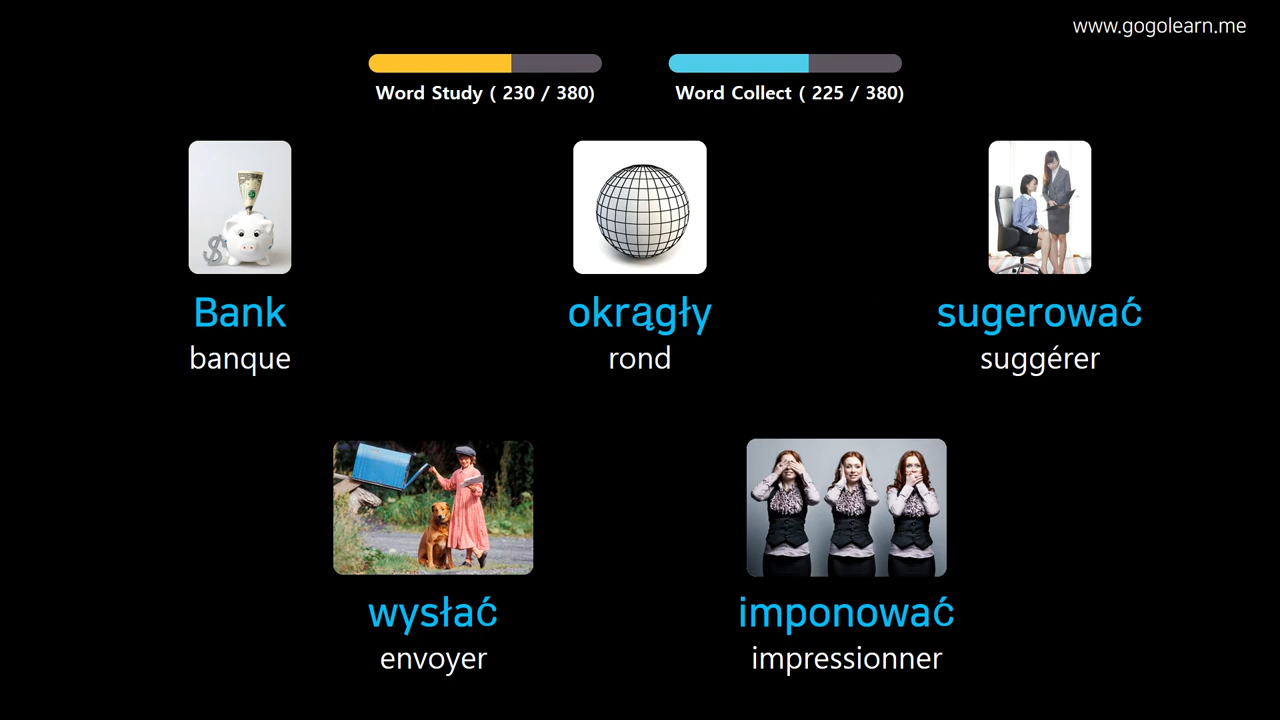 www.gogolearn.me
Word Study ( 230 / 380)
Word Collect ( 225 / 380)
Bank
banque
okrągły
rond
sugerować
suggérer
wysłać
envoyer
imponować
impressionner